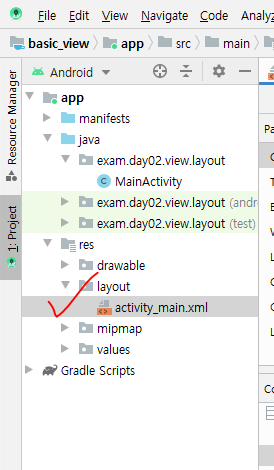 File Edit View Navigate Code Analyz
basic_view app src main
Resource Manager
1: Project
Android
app
manifests
java
exam.day02.view.layout
MainActivity
exam.day02.view.layout (andr
exam.day02.view.layout (test)
res
drawable
layout
activity_main.xml
mipmap
values
Gradle Scripts
Pa
Co